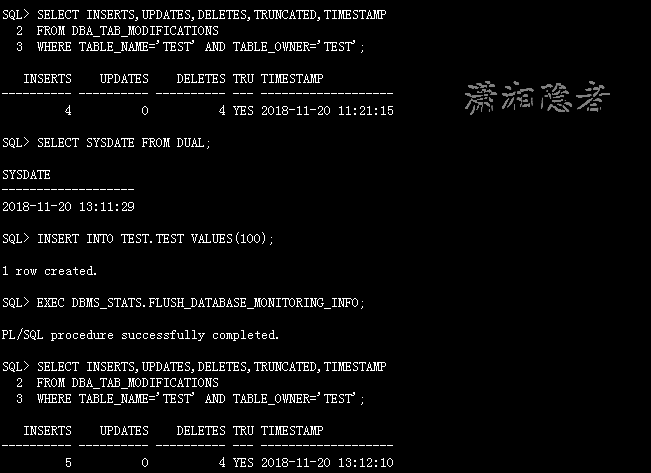 SQL> SELECT INSERTS,UPDATES,DELETES,TRUNCATED,TIMESTAMP
2 FROM DBA_TAB_MODIFICATIONS
3 WHERE TABLE_NAME='TEST' AND TABLE_OWNER='TEST';
INSERTS UPDATES DELETES TRU TIMESTAMP
---------- ---------- ---------- --- -------------------
4 0 4 YES 2018-11-20 11:21:15
潇湘隐者
SQL> SELECT SYSDATE FROM DUAL;
SYSDATE
-------------------
2018-11-20 13:11:29
SQL> INSERT INTO TEST.TEST VALUES(100);
1 row created.
SQL> EXEC DBMS_STATS.FLUSH_DATABASE_MONITORING_INFO;
PL/SQL procedure successfully completed.
SQL> SELECT INSERTS,UPDATES,DELETES,TRUNCATED,TIMESTAMP
2 FROM DBA_TAB_MODIFICATIONS
3 WHERE TABLE_NAME='TEST' AND TABLE_OWNER='TEST';
INSERTS UPDATES DELETES TRU TIMESTAMP
---------- ---------- ---------- --- -------------------
5 0 4 YES 2018-11-20 13:12:10